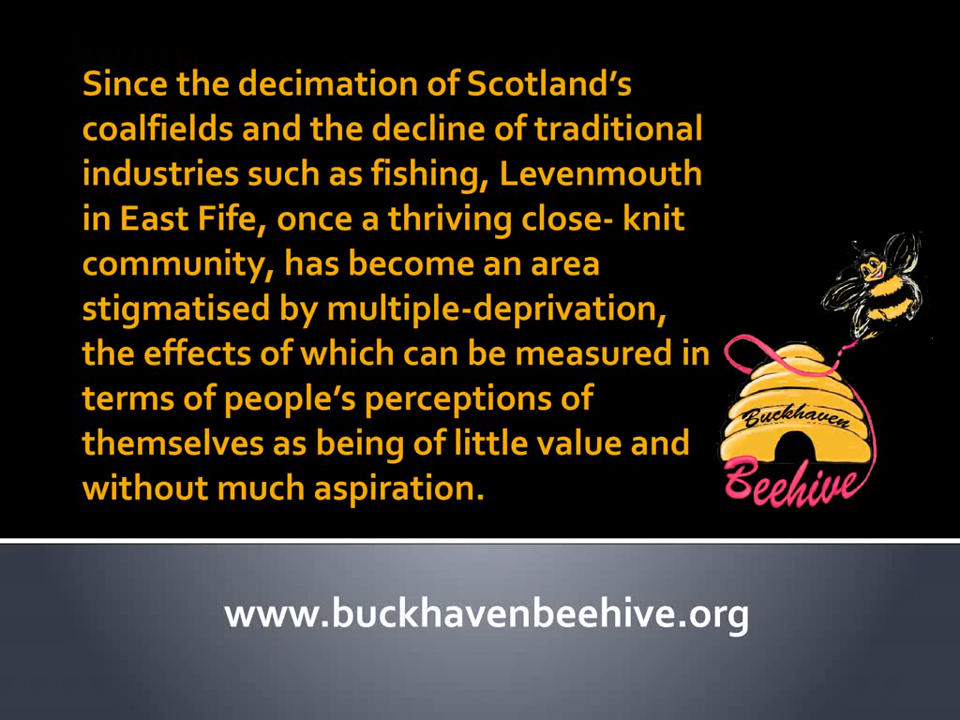 Since the decimation of Scotland’s
coalfields and the decline of traditional
industries such as fishing, Levenmouth
in East Fife, once a thriving close- knit
community, has become an area
stigmatised by multiple-deprivation,
the effects of which can be measured in
terms of people’s perceptions of
themselves as being of little value and
without much aspiration.
Buckhaven
Beehive
www.buckhavenbeehive.org